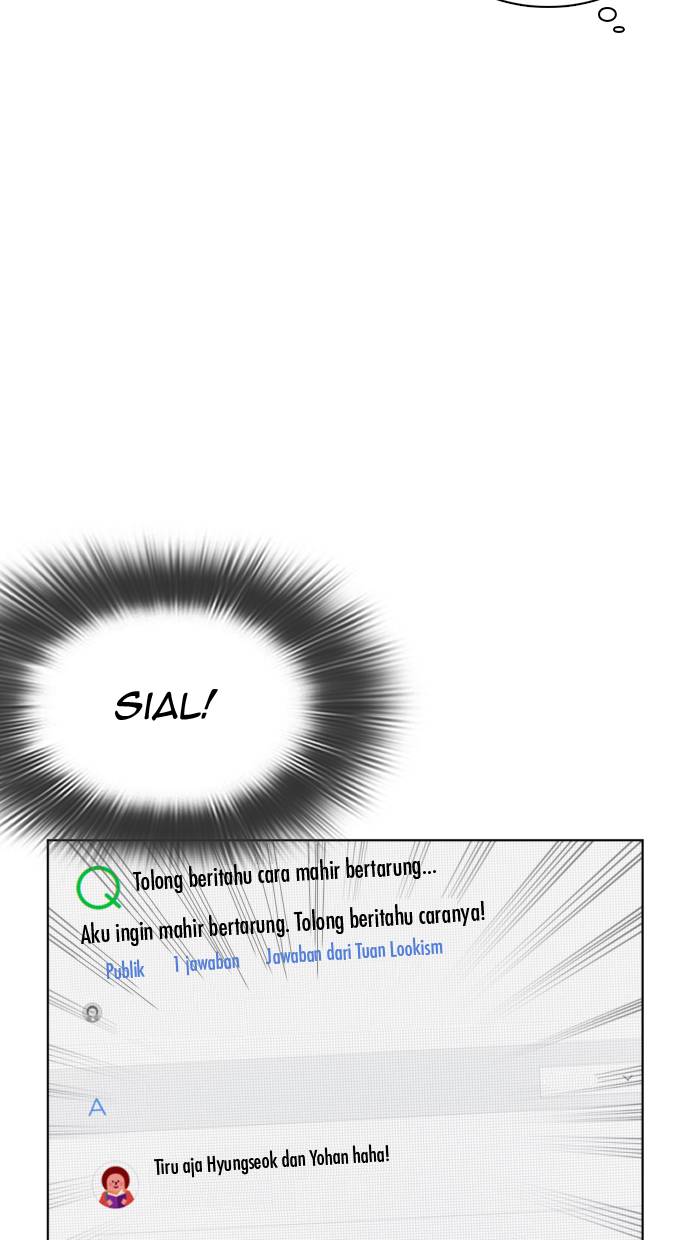 SIAL!
Q Tolong beritahu cara mahir bertarung...
Aku ingin mahir bertarung. Tolong beritahu caranya!
Publik 1 jawaban Jawaban dari Tuan Lookism
A
Tiru aja Hyungseok dan Yohan haha!